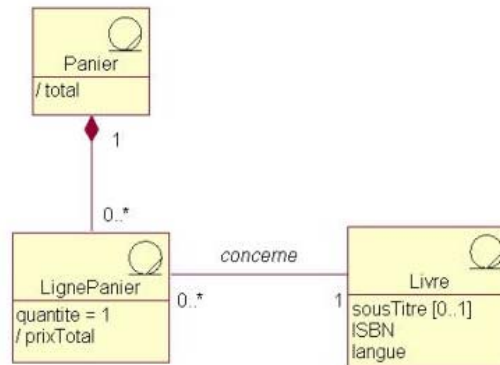 Panier
/ total
1
0..*
LignePanier
quantite = 1
/ prixTotal
concerne
0..*
1
Livre
sousTitre [0..1]
ISBN
langue